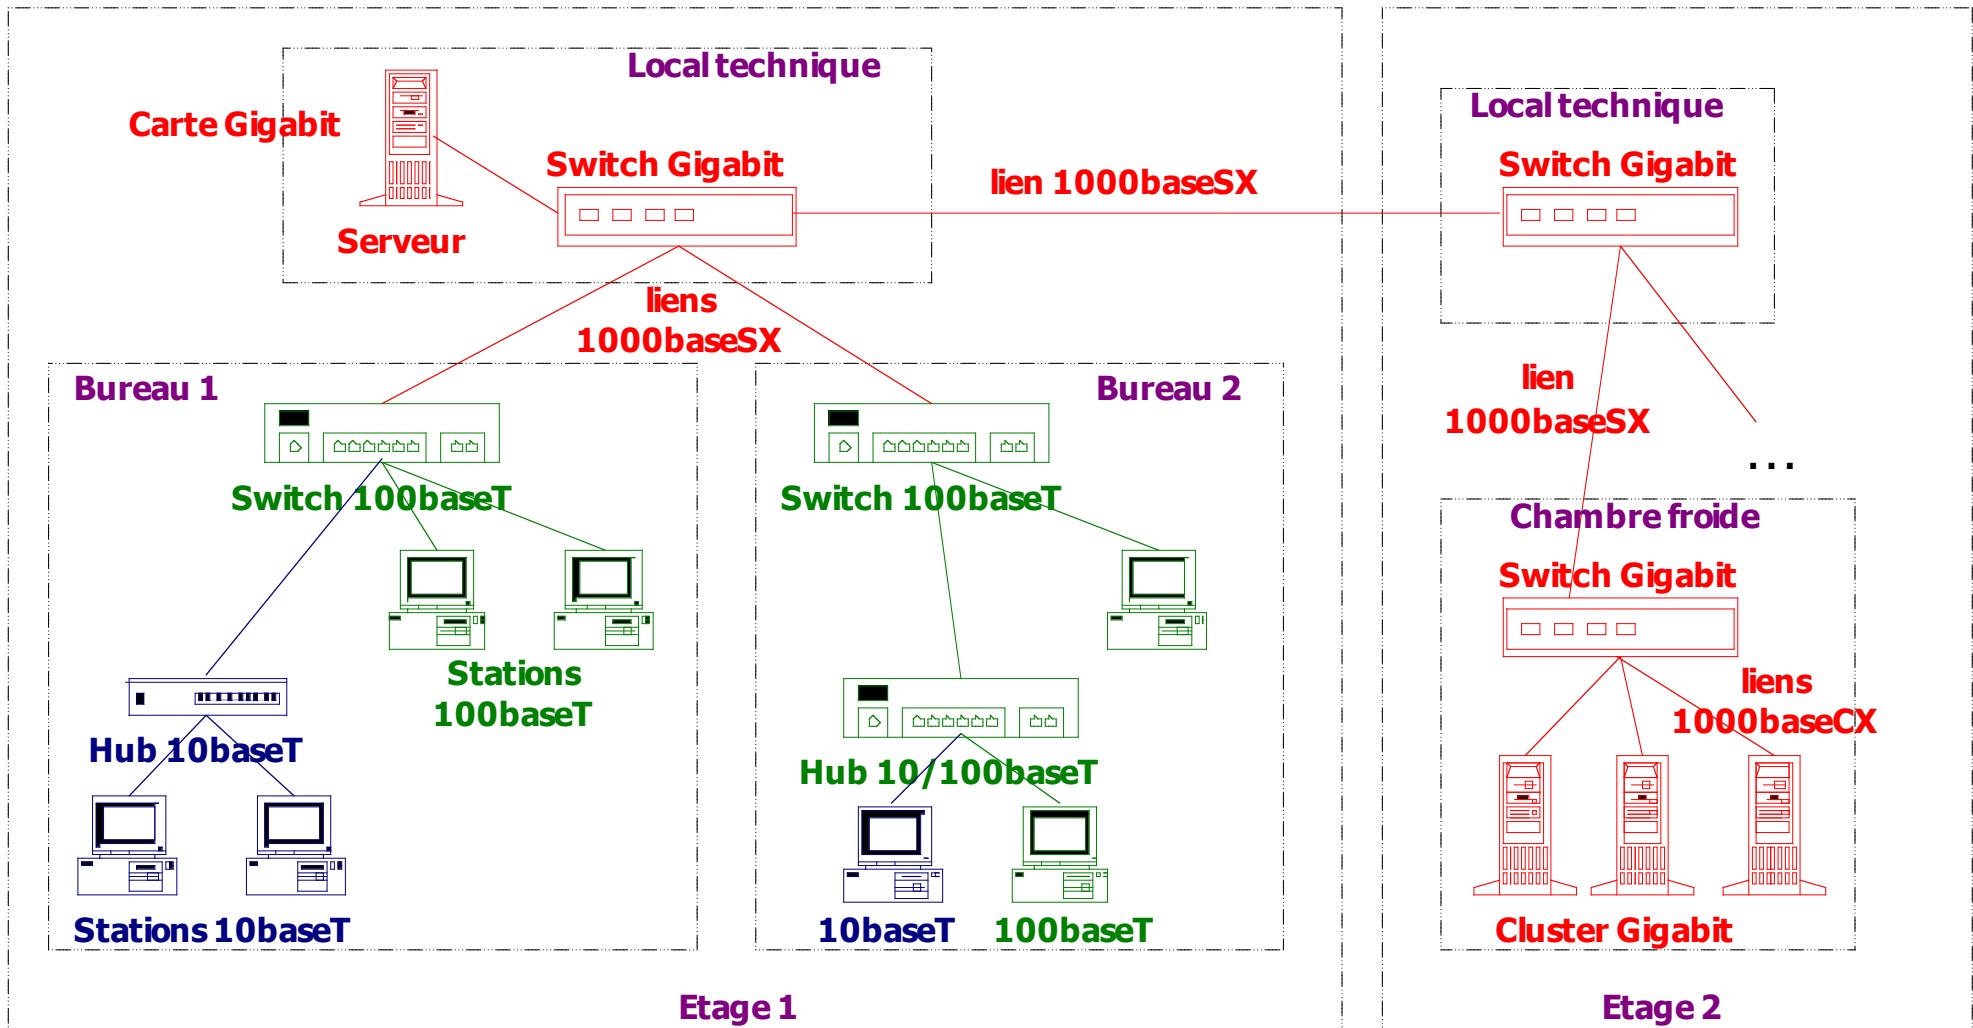 Local technique
Carte Gigabit
Switch Gigabit
Serveur
lien 1000baseSX
liens
1000baseSX
Bureau 1
Switch 100baseT
Stations
100baseT
Hub 10baseT
Stations 10baseT
Bureau 2
Switch 100baseT
Hub 10/100baseT
10baseT
100baseT
Etage 1
Local technique
Switch Gigabit
lien
1000baseSX
...
Chambre froide
Switch Gigabit
liens
1000baseCX
Cluster Gigabit
Etage 2